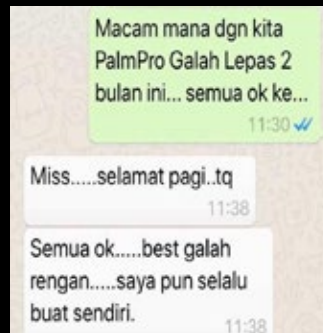 Macam mana dgn kita
PalmPro Galah Lepas 2
bulan ini... semua ok ke...
11:30
Miss.....selamat pagi..tq
11:38
Semua ok.....best galah
rengan.....saya pun selalu
buat sendiri.
11:38